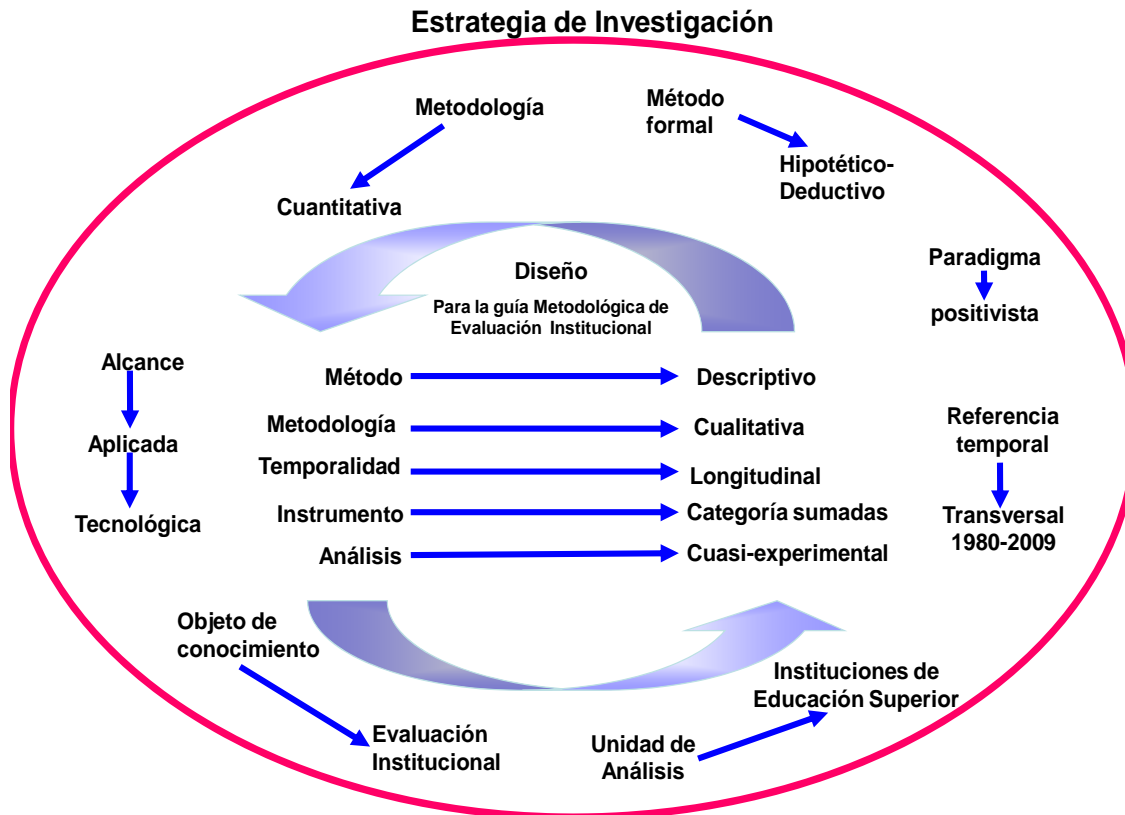 Estrategia de Investigación
Metodología
Cuantitativa
Método
formal
Hipotético-
Deductivo
Paradigma
positivista
Diseño
Para la guía Metodológica de
Evaluación Institucional
Alcance
Aplicada
Tecnológica
Método
Descriptivo
Metodología
Cualitativa
Temporalidad
Longitudinal
Instrumento
Categoría sumadas
Análisis
Cuasi-experimental
Referencia
temporal
Transversal
1980-2009
Objeto de
conocimiento
Evaluación
Institucional
Unidad de
Análisis
Instituciones de
Educación Superior